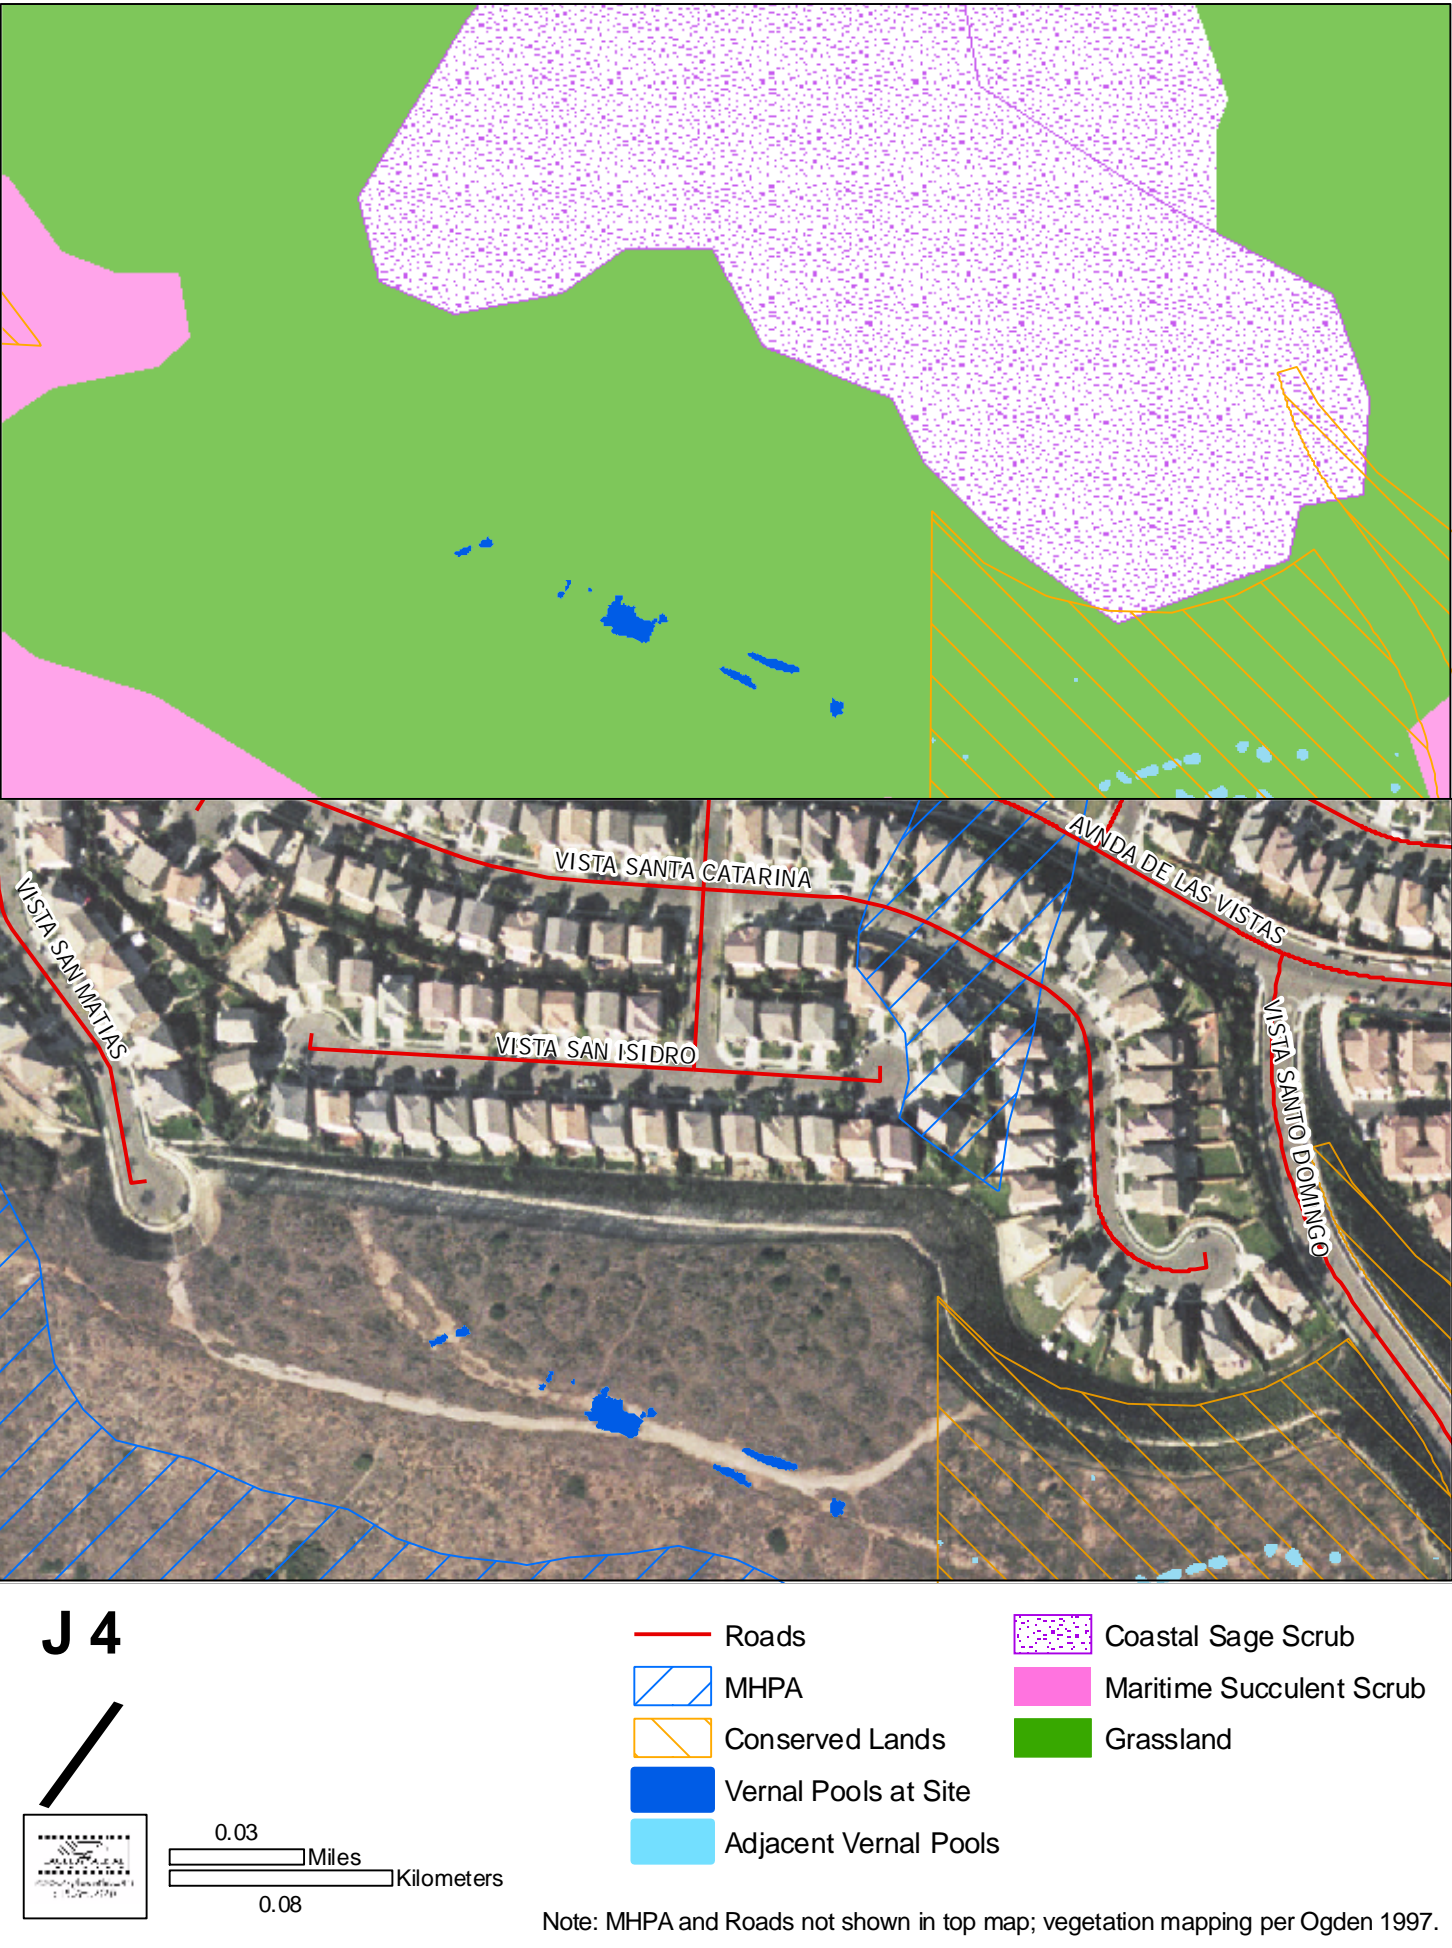 AVNDA DE LAS VISTAS
VISTA SANTA CATARINA
VISTA SAN MATIAS
VISTA SAN ISIDRO
VISTA SANTO DOMINGO
J 4
Roads
MHPA
Conserved Lands
Vernal Pools at Site
Adjacent Vernal Pools
Coastal Sage Scrub
Maritime Succulent Scrub
Grassland
0.03
Miles
Kilometers
0.08
Note: MHPA and Roads not shown in top map; vegetation mapping per Ogden 1997.